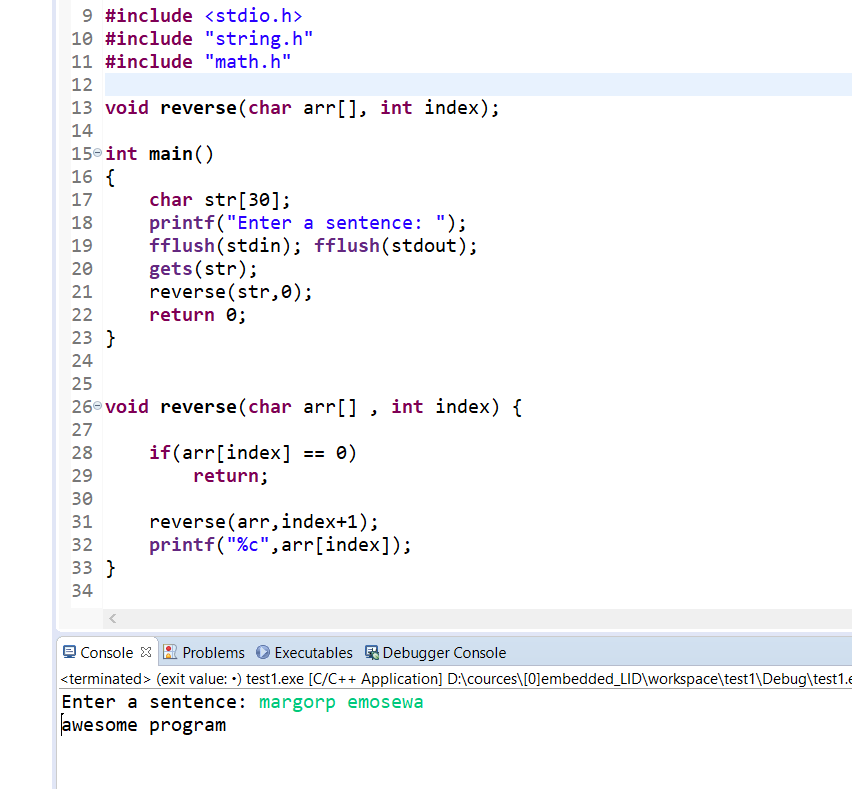 9 #include <stdio.h>
10 #include "string.h"
11 #include "math.h"
12
13 void reverse(char arr[], int index);
14
15 int main()
16 {
17     char str[30];
18     printf("Enter a sentence: ");
19     fflush(stdin); fflush(stdout);
20     gets(str);
21     reverse(str,0);
22     return 0;
23 }
24
25
26 void reverse(char arr[] , int index) {
27
28     if(arr[index] == 0)
29         return;
30
31     reverse(arr,index+1);
32     printf("%c",arr[index]);
33 }
34
Console Problems Executables Debugger Console
<terminated> (exit value: •) test1.exe [C/C++ Application] D:\cources\[0]embedded_LID\workspace\test1\Debug\test1.e
Enter a sentence: margorp emosewa
awesome program